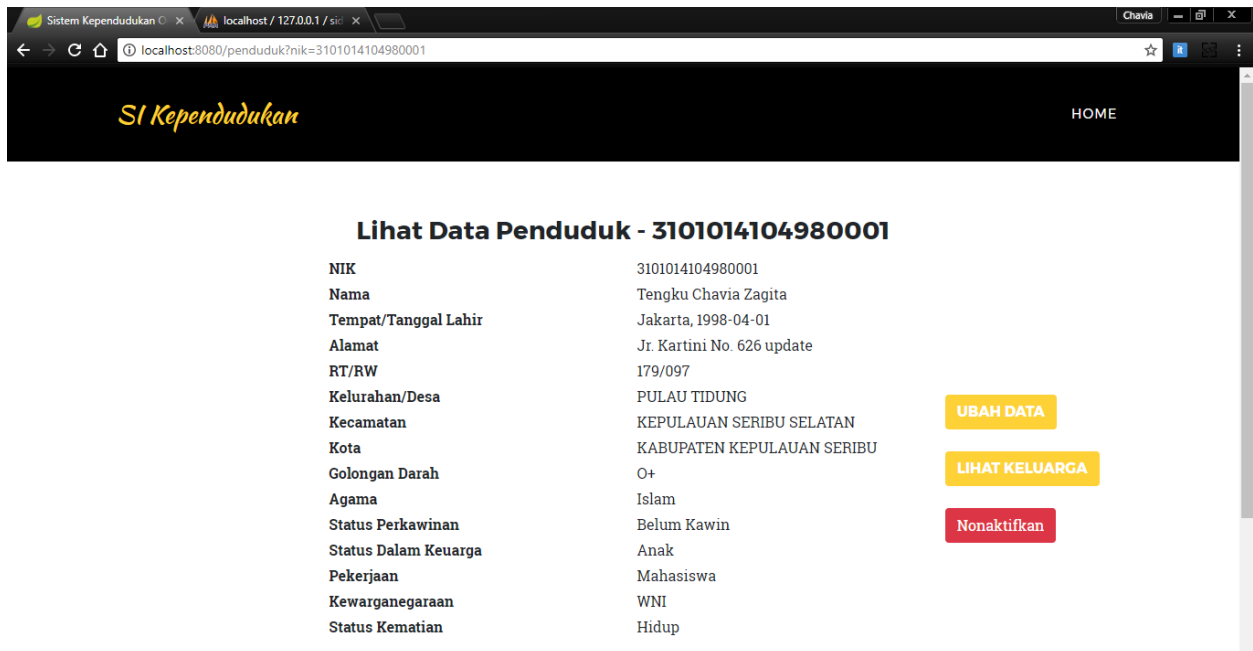 Sistem Kependudukan O
localhost / 127.0.0.1 / sid
Chavia
localhost:8080/penduduk?nik=3101014104980001
it
SI Kependudukan
HOME
Lihat Data Penduduk - 3101014104980001
NIK 3101014104980001
Nama Tengku Chavia Zagita
Tempat/Tanggal Lahir Jakarta, 1998-04-01
Alamat Jr. Kartini No. 626 update
RT/RW 179/097
Kelurahan/Desa PULAU TIDUNG
Kecamatan KEPULAUAN SERIBU SELATAN
Kota KABUPATEN KEPULAUAN SERIBU
Golongan Darah O+
Agama Islam
Status Perkawinan Belum Kawin
Status Dalam Keuarga Anak
Pekerjaan Mahasiswa
Kewarganegaraan WNI
Status Kematian Hidup
UBAH DATA
LIHAT KELUARGA
Nonaktifkan